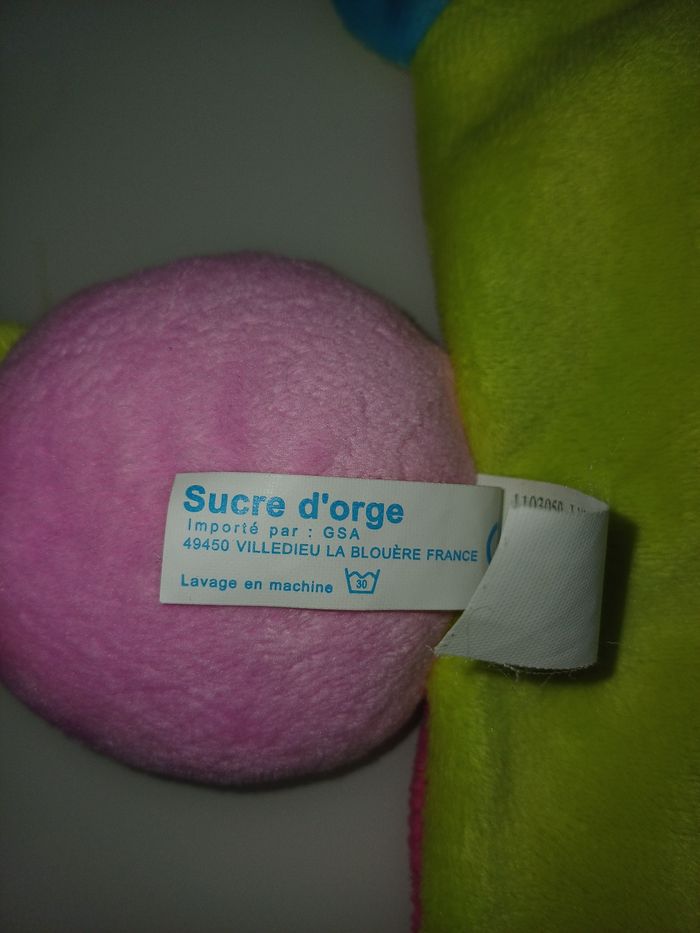 Sucre d'orge
Importé par : GSA
49450 VILLEDIEU LA BLOUÈRE FRANCE
Lavage en machine 30